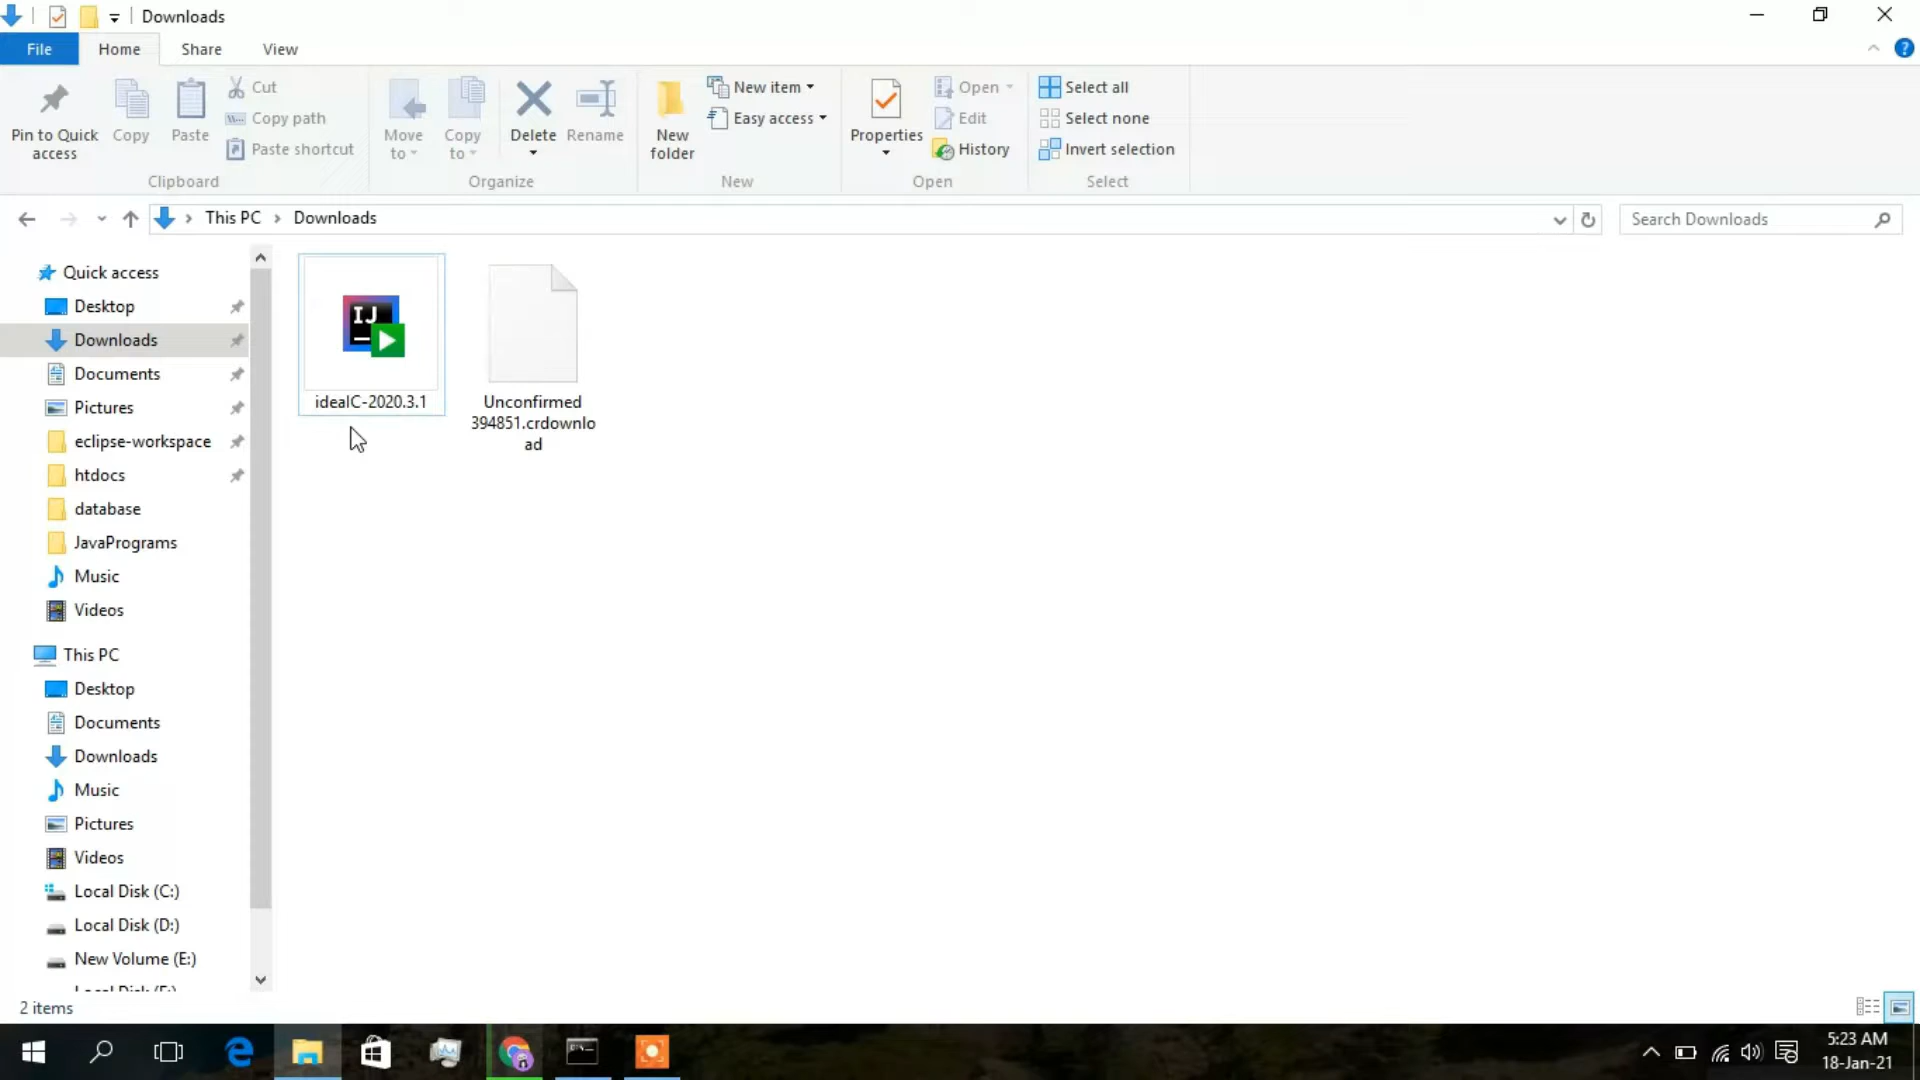 Downloads
File Home Share View
Pin to Quick access
Copy
Paste
Cut
Copy path
Paste shortcut
Clipboard
Move to
Copy to
Delete
Rename
Organize
New folder
New item
Easy access
New
Properties
Open
Edit
History
Open
Select all
Select none
Invert selection
Select
This PC > Downloads
Search Downloads
Quick access
Desktop
Downloads
Documents
Pictures
eclipse-workspace
htdocs
database
JavaPrograms
Music
Videos
This PC
Desktop
Documents
Downloads
Music
Pictures
Videos
Local Disk (C:)
Local Disk (D:)
New Volume (E:)
IJ
ideaIC-2020.3.1
Unconfirmed
394851.crdownlo
ad
2 items
5:23 AM
18-Jan-21